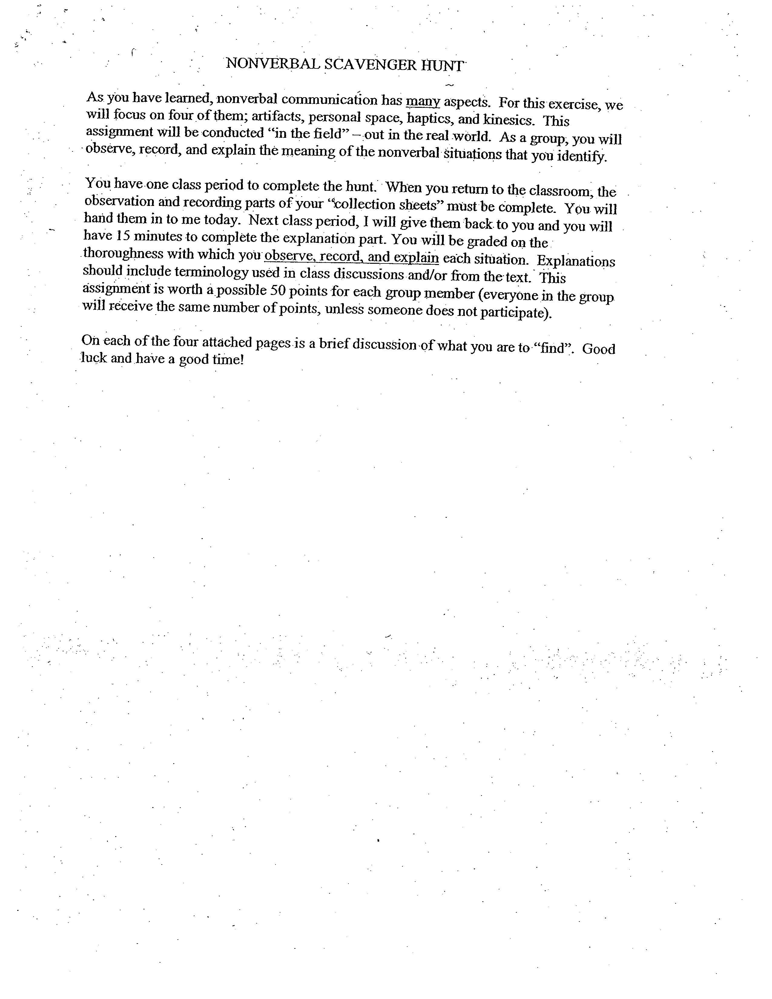 NONVERBAL SCAVENGER HUNT
As you have learned, nonverbal communication has many aspects. For this exercise, we
will focus on four of them; artifacts, personal space, haptics, and kinesics. This
assignment will be conducted “in the field” – out in the real world. As a group, you will
observe, record, and explain the meaning of the nonverbal situations that you identify.
You have one class period to complete the hunt. When you return to the classroom, the
observation and recording parts of your “collection sheets” must be complete. You will
hand them in to me today. Next class period, I will give them back to you and you will
have 15 minutes to complete the explanation part. You will be graded on the
thoroughness with which you observe, record, and explain each situation. Explanations
should include terminology used in class discussions and/or from the text. This
assignment is worth a possible 50 points for each group member (everyone in the group
will receive the same number of points, unless someone does not participate).
On each of the four attached pages is a brief discussion of what you are to “find”. Good
luck and have a good time!